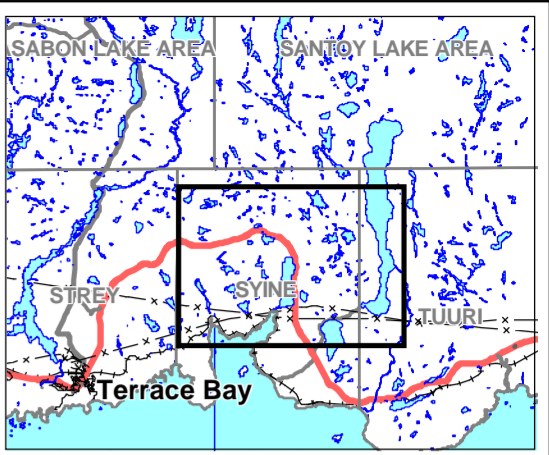 SABON LAKE AREA
SANTOY LAKE AREA
STREY
SYINE
TUURI
Terrace Bay